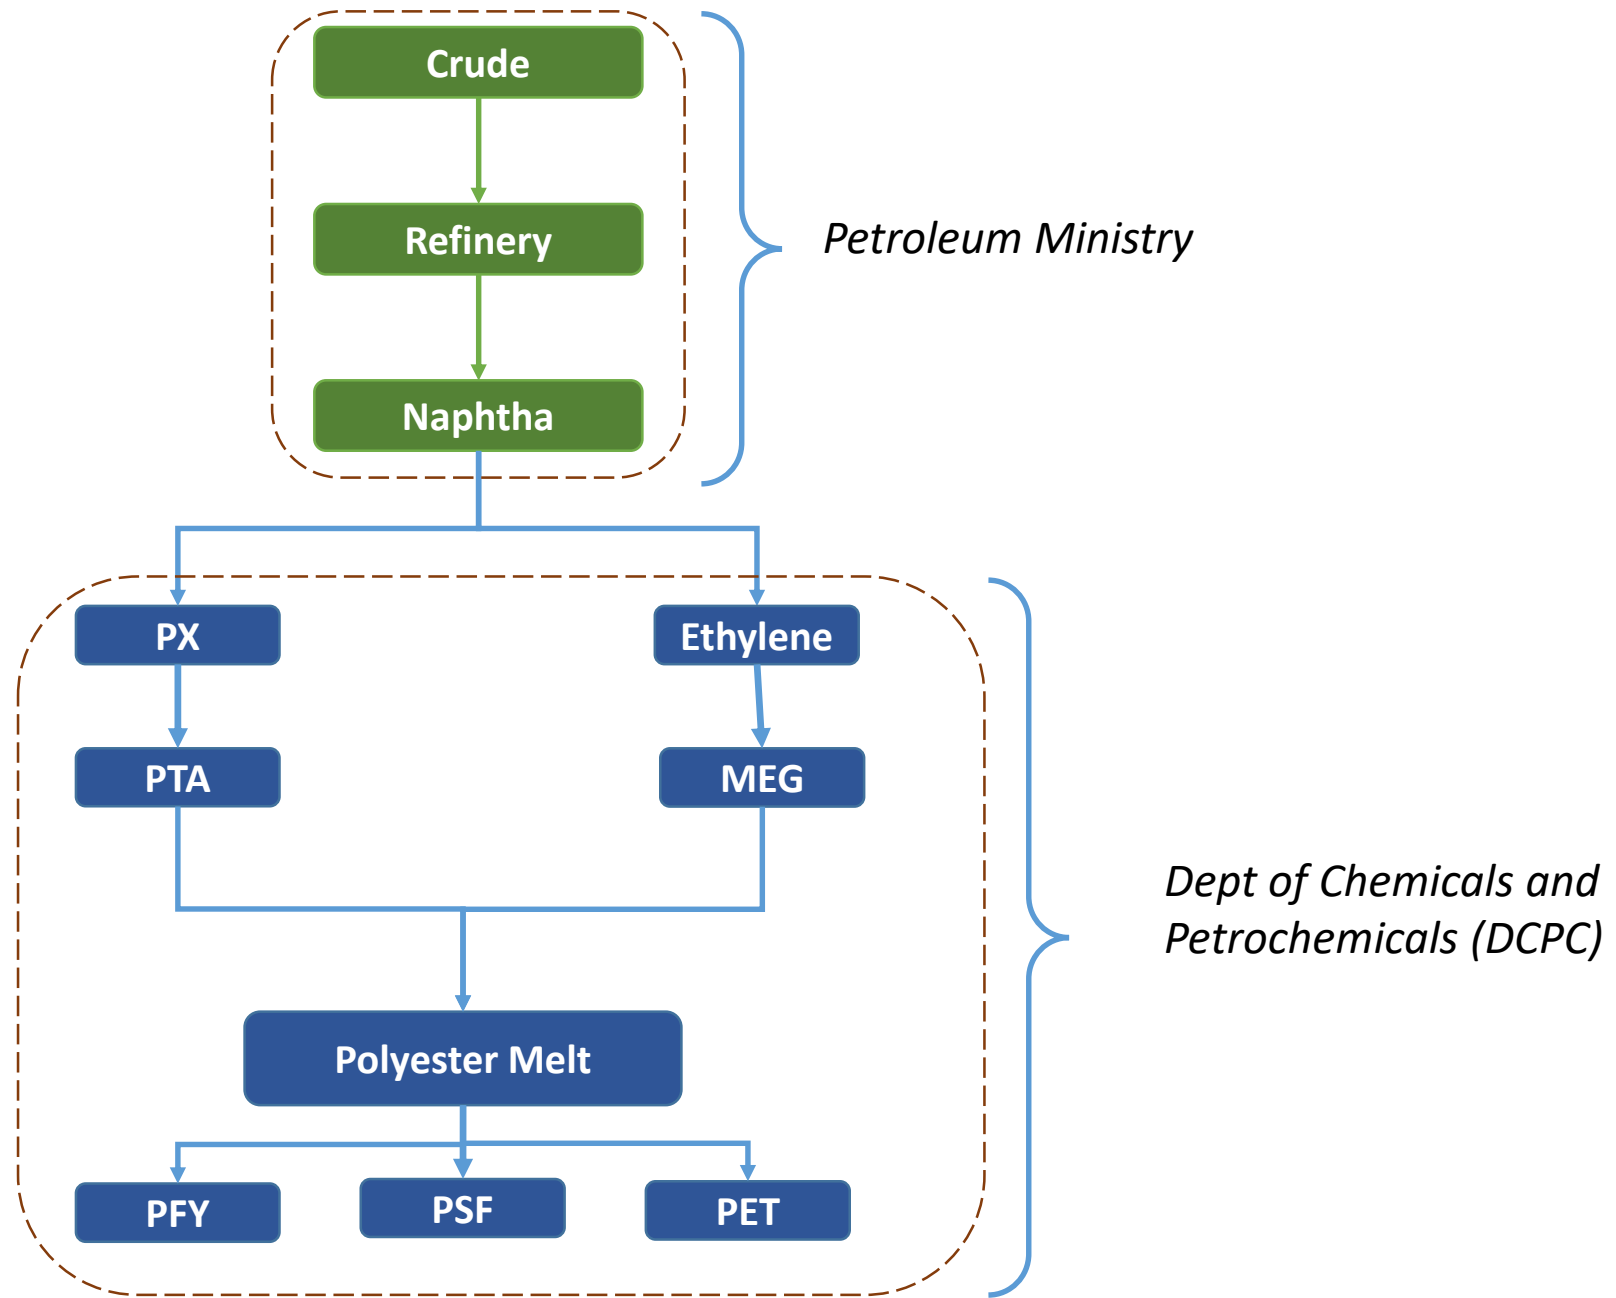 Crude
Refinery
Petroleum Ministry
Naphtha
PX
Ethylene
PTA
MEG
Dept of Chemicals and
Petrochemicals (DCPC)
Polyester Melt
PFY
PSF
PET